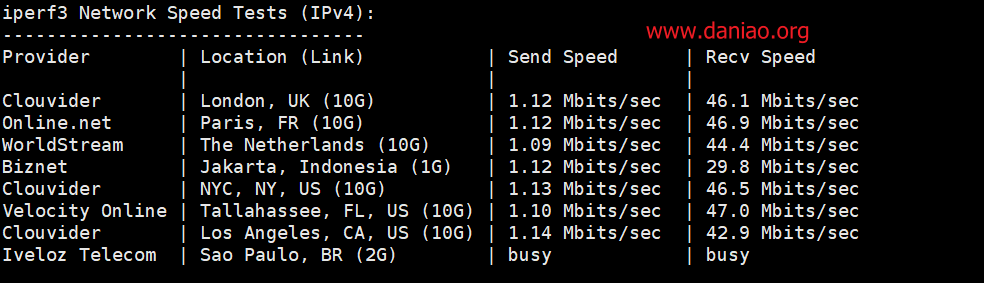 iperf3 Network Speed Tests (IPv4):
---------------------------------
www.daniao.org
Provider | Location (Link) | Send Speed | Recv Speed
| | |
Clouvider | London, UK (10G) | 1.12 Mbits/sec | 46.1 Mbits/sec
Online.net | Paris, FR (10G) | 1.12 Mbits/sec | 46.9 Mbits/sec
WorldStream | The Netherlands (10G) | 1.09 Mbits/sec | 44.4 Mbits/sec
Biznet | Jakarta, Indonesia (1G) | 1.12 Mbits/sec | 29.8 Mbits/sec
Clouvider | NYC, NY, US (10G) | 1.13 Mbits/sec | 46.5 Mbits/sec
Velocity Online | Tallahassee, FL, US (10G) | 1.10 Mbits/sec | 47.0 Mbits/sec
Clouvider | Los Angeles, CA, US (10G) | 1.14 Mbits/sec | 42.9 Mbits/sec
Iveloz Telecom | Sao Paulo, BR (2G) | busy | busy